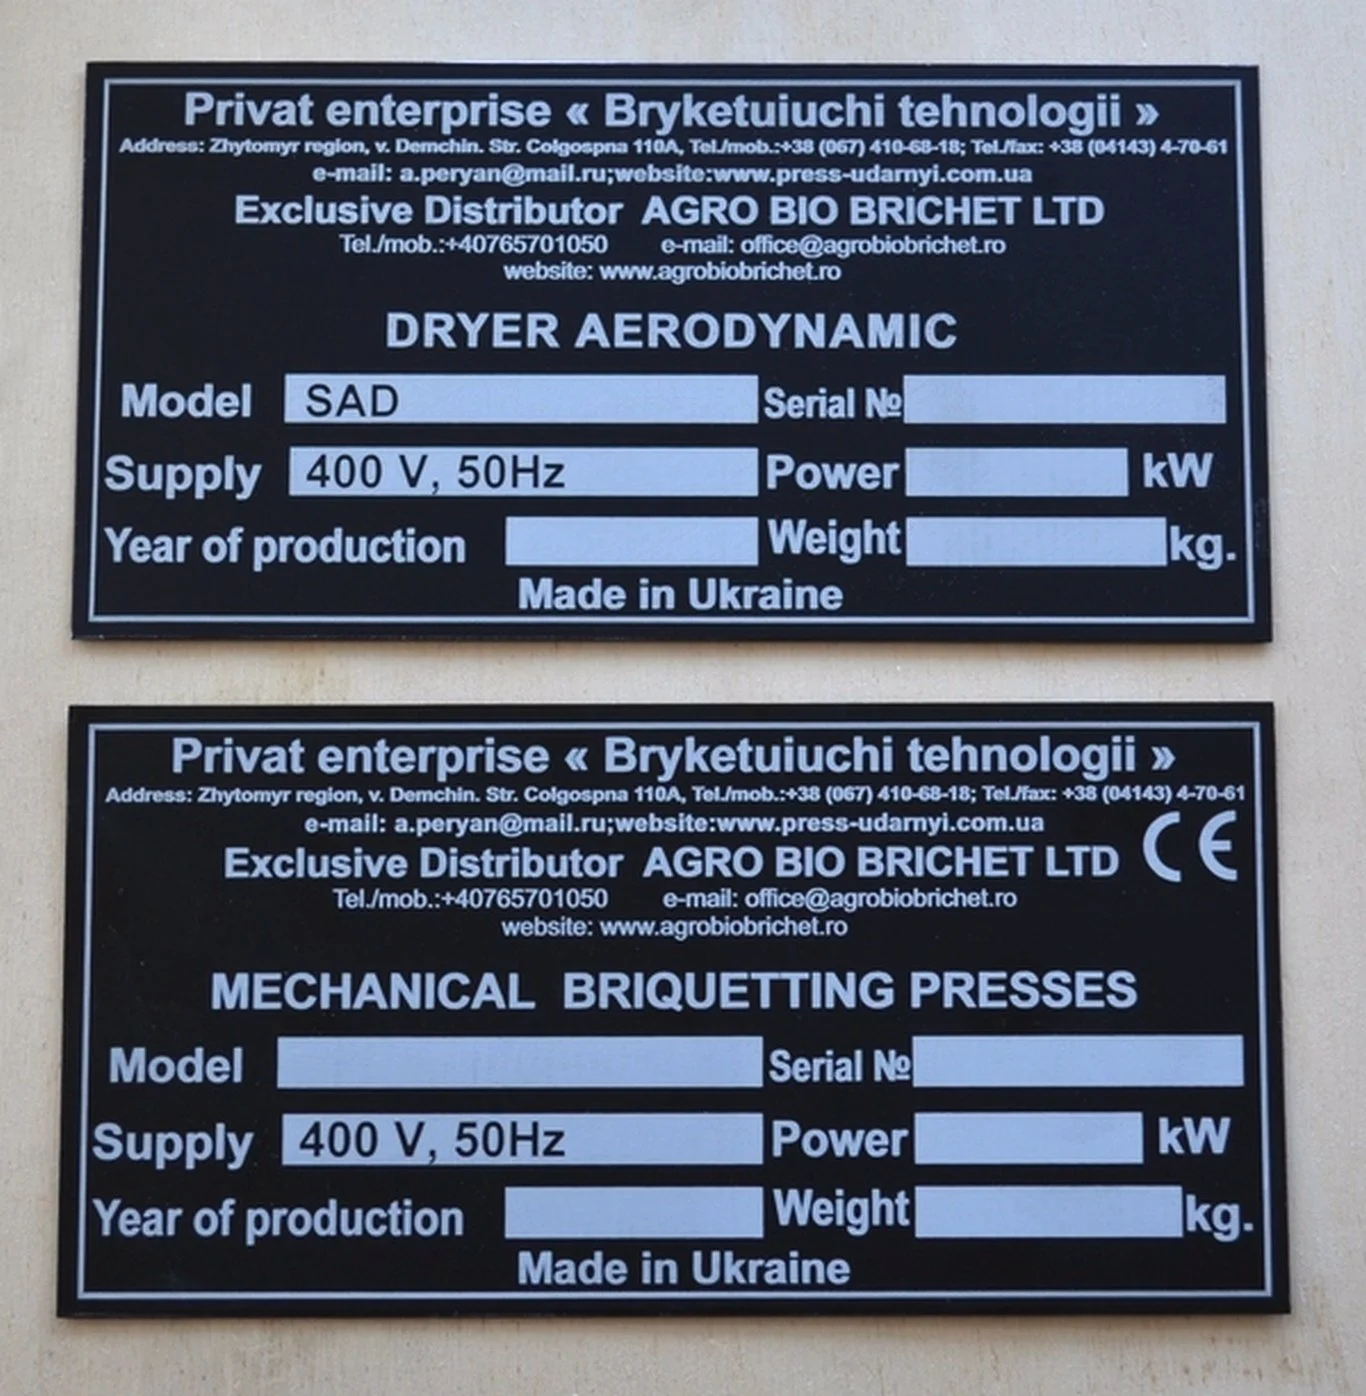 Privat enterprise « Bryketuiuchi tehnologii »
Address: Zhytomyr region, v. Demchin. Str. Colgospna 110A, Tel./mob.:+38 (067) 410-68-18; Tel./fax: +38 (04143) 4-70-61
e-mail: a.peryan@mail.ru;website:www.press-udarnyi.com.ua
Exclusive Distributor AGRO BIO BRICHET LTD
Tel./mob.:+40765701050 e-mail: office@agrobiobrichet.ro
website: www.agrobiobrichet.ro
DRYER AERODYNAMIC
Model SAD Serial №
Supply 400 V, 50Hz Power kW
Year of production Weight kg.
Made in Ukraine
Privat enterprise « Bryketuiuchi tehnologii »
Address: Zhytomyr region, v. Demchin. Str. Colgospna 110A, Tel./mob.:+38 (067) 410-68-18; Tel./fax: +38 (04143) 4-70-61
e-mail: a.peryan@mail.ru;website:www.press-udarnyi.com.ua
Exclusive Distributor AGRO BIO BRICHET LTD CE
Tel./mob.:+40765701050 e-mail: office@agrobiobrichet.ro
website: www.agrobiobrichet.ro
MECHANICAL BRIQUETTING PRESSES
Model Serial №
Supply 400 V, 50Hz Power kW
Year of production Weight kg.
Made in Ukraine